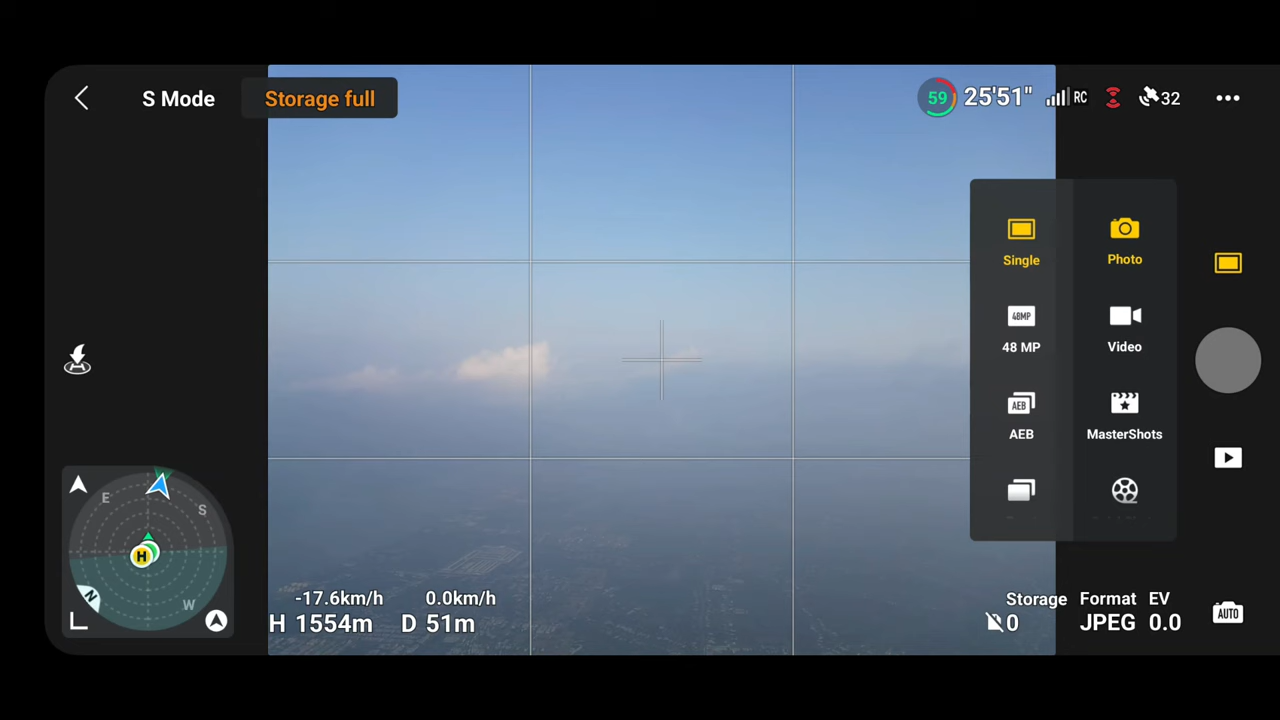 S Mode
Storage full
59
25'51"
RC
32
Single
Photo
48MP
48 MP
Video
AEB
AEB
MasterShots
E
S
H
N
W
-17.6km/h
0.0km/h
H 1554m
D 51m
Storage
0
Format
JPEG
EV
0.0
AUTO